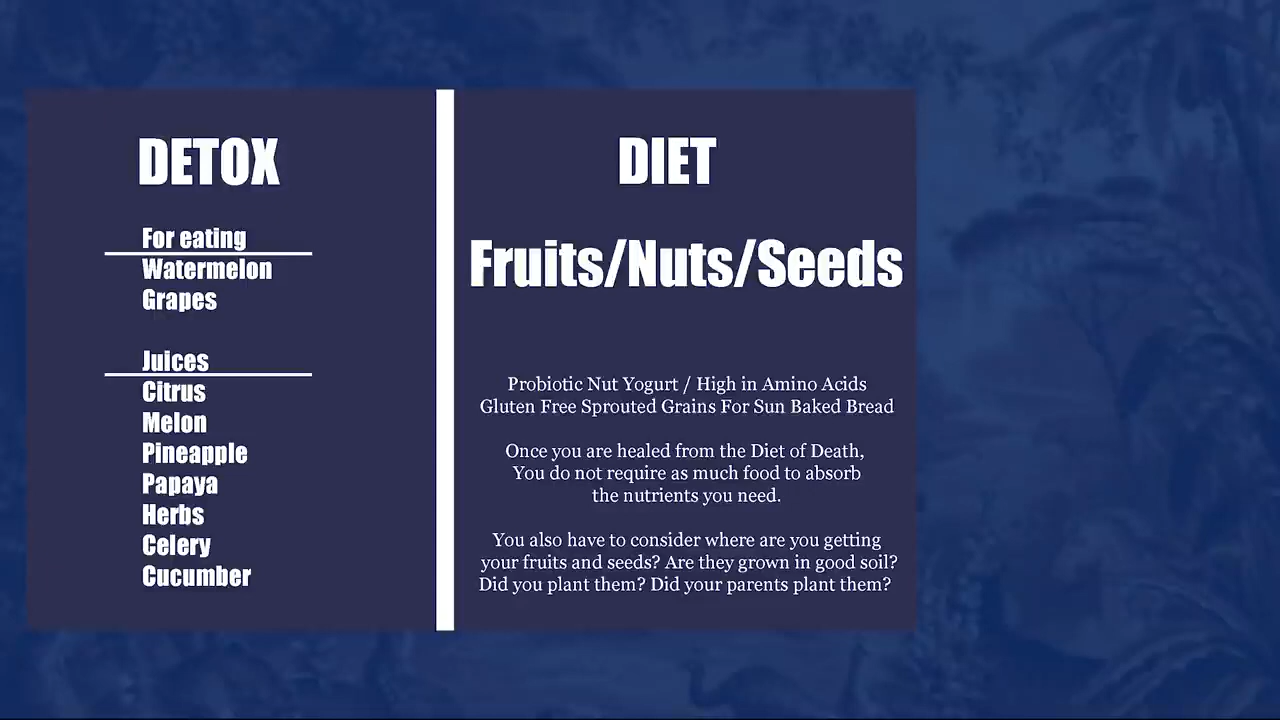 DETOX
For eating
Watermelon
Grapes
Juices
Citrus
Melon
Pineapple
Papaya
Herbs
Celery
Cucumber
DIET
Fruits/Nuts/Seeds
Probiotic Nut Yogurt / High in Amino Acids
Gluten Free Sprouted Grains For Sun Baked Bread
Once you are healed from the Diet of Death,
You do not require as much food to absorb
the nutrients you need.
You also have to consider where are you getting
your fruits and seeds? Are they grown in good soil?
Did you plant them? Did your parents plant them?